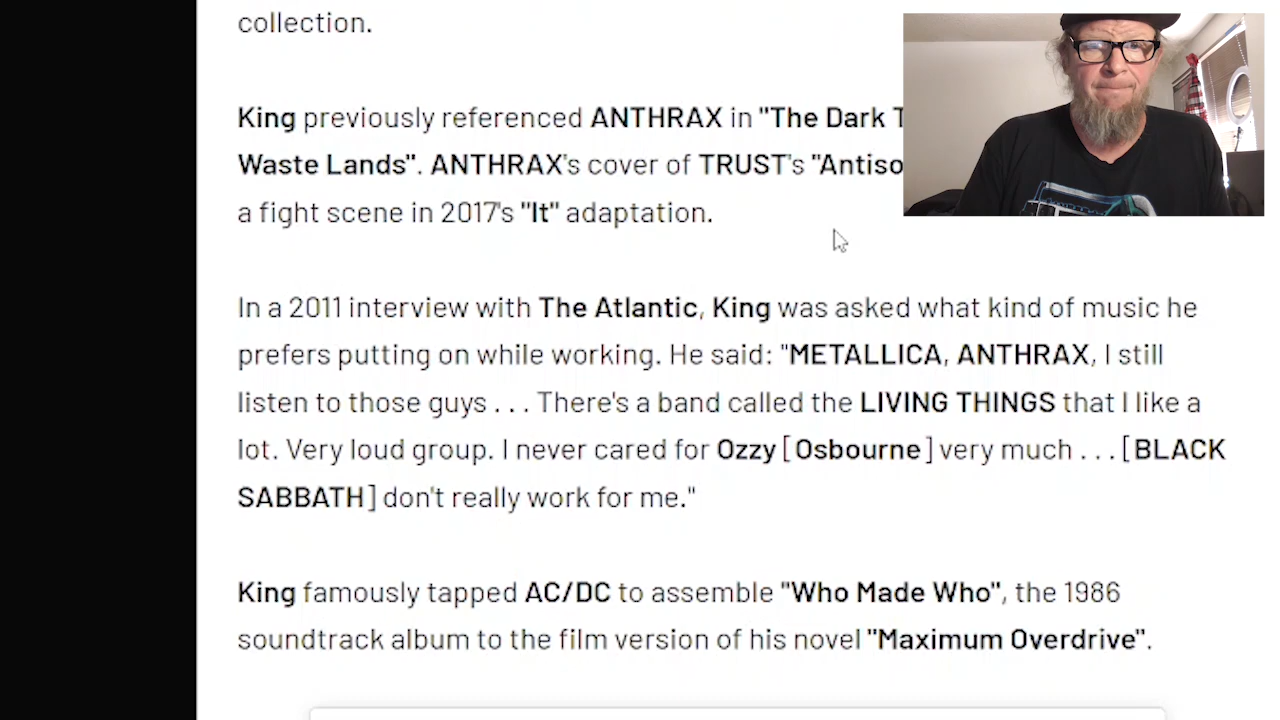 collection.
King previously referenced ANTHRAX in "The Dark T
Waste Lands". ANTHRAX's cover of TRUST's "Antiso
a fight scene in 2017's "It" adaptation.
In a 2011 interview with The Atlantic, King was asked what kind of music he
prefers putting on while working. He said: "METALLICA, ANTHRAX, I still
listen to those guys . . . There's a band called the LIVING THINGS that I like a
lot. Very loud group. I never cared for Ozzy [Osbourne] very much . . . [BLACK
SABBATH] don't really work for me."
King famously tapped AC/DC to assemble "Who Made Who", the 1986
soundtrack album to the film version of his novel "Maximum Overdrive".